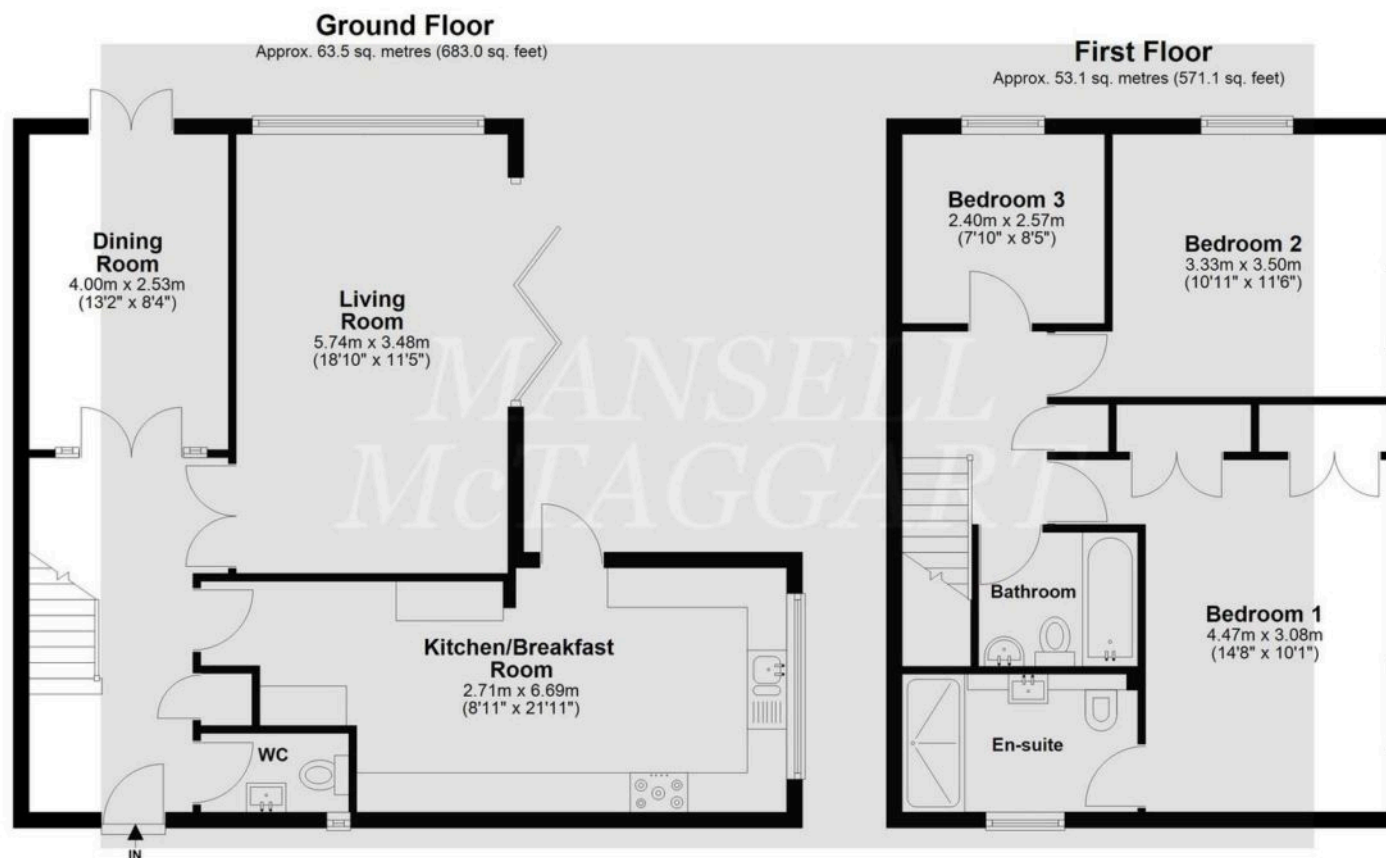 Ground Floor
Approx. 63.5 sq. metres (683.0 sq. feet)
Dining
Room
4.00m x 2.53m
(13'2" x 8'4")
Living
Room
5.74m x 3.48m
(18'10" x 11'5")
Kitchen/Breakfast
Room
2.71m x 6.69m
(8'11" x 21'11")
WC
IN
First Floor
Approx. 53.1 sq. metres (571.1 sq. feet)
Bedroom 3
2.40m x 2.57m
(7'10" x 8'5")
Bedroom 2
3.33m x 3.50m
(10'11" x 11'6")
Bathroom
Bedroom 1
4.47m x 3.08m
(14'8" x 10'1")
En-suite
MANSELL
McTAGGART